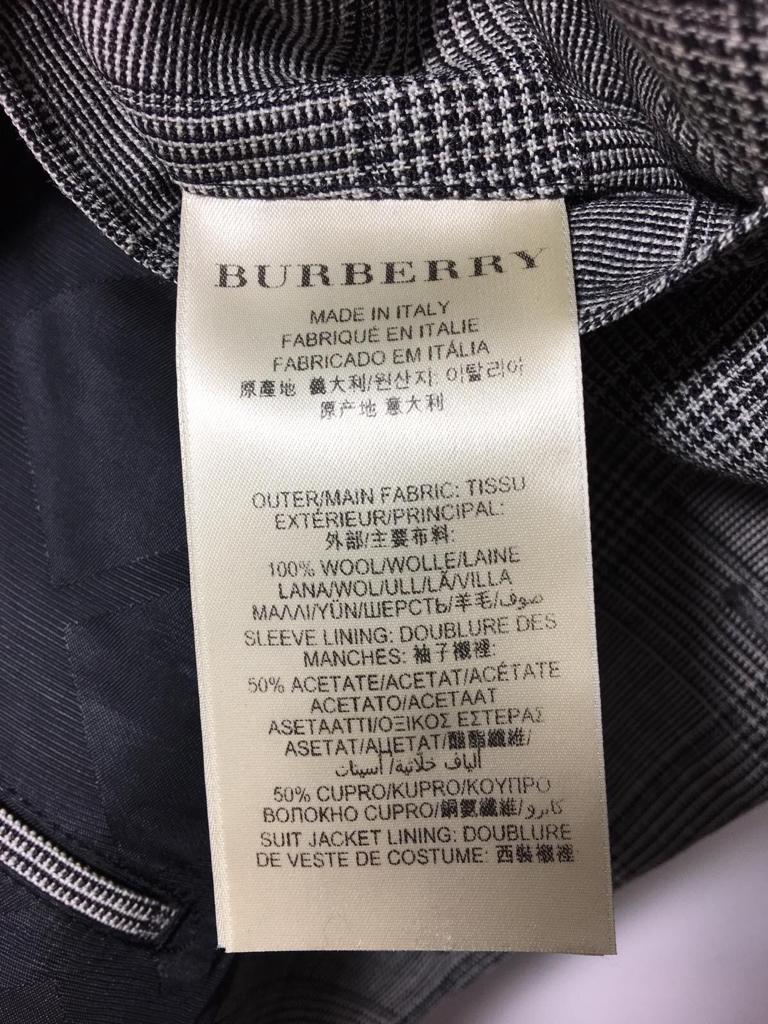 BURBERRY
MADE IN ITALY
FABRIQUÉ EN ITALIE
FABRICADO EM ITÁLIA
原產地 義大利/원산지: 이탈리아
原产地 意大利
OUTER/MAIN FABRIC: TISSU
EXTÉRIEUR/PRINCIPAL:
外部/主要布料:
100% WOOL/WOLLE/LAINE
LANA/WOL/ULL/LÃ/VILLA
ΜΑΛΛΙ/YÜN/ШЕРСТЬ/羊毛/صوف
SLEEVE LINING: DOUBLURE DES
MANCHES: 袖子襯裡:
50% ACETATE/ACETAT/ACÉTATE
ACETATO/ACETAAT
ASETAATTI/ΟΞΙΚΟΣ ΕΣΤΕΡΑΣ
ASETAT/АЦЕТАТ/醋酯纖維/
ألياف خلاتية/ أسيتات
50% CUPRO/KUPRO/ΚΟΥΠΡΟ
ВОЛОКНО CUPRO/銅氨纖維/كابرو
SUIT JACKET LINING: DOUBLURE
DE VESTE DE COSTUME: 西裝襯裡